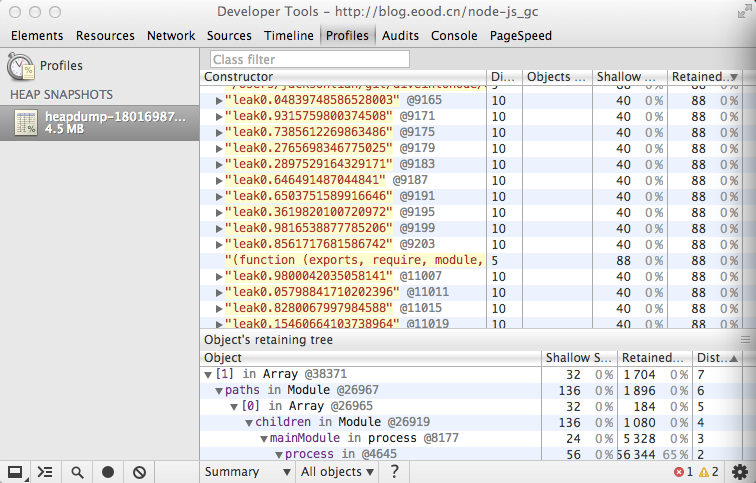 Developer Tools – http://blog.eood.cn/node-js_gc
Elements Resources Network Sources Timeline Profiles Audits Console PageSpeed
Profiles
HEAP SNAPSHOTS
heapdump-18016987...
4.5 MB
Class filter
Constructor Di... Objects ... Shallow ... Retained...
"leak0.04839748586528003" @9165 10 40 0% 88 0%
"leak0.9315759800374508" @9171 10 40 0% 88 0%
"leak0.7385612269863486" @9175 10 40 0% 88 0%
"leak0.2765698346775025" @9179 10 40 0% 88 0%
"leak0.2897529164329171" @9183 10 40 0% 88 0%
"leak0.646491487044841" @9187 10 40 0% 88 0%
"leak0.6503751589916646" @9191 10 40 0% 88 0%
"leak0.3619820100720972" @9195 10 40 0% 88 0%
"leak0.9816538877785206" @9199 10 40 0% 88 0%
"leak0.8561717681586742" @9203 10 40 0% 88 0%
"(function (exports, require, module, 5 88 0% 88 0%
"leak0.9800042035058141" @11007 10 40 0% 88 0%
"leak0.05798841710202396" @11011 10 40 0% 88 0%
"leak0.8280067997984588" @11015 10 40 0% 88 0%
"leak0.15460664103738964" @11019 10 40 0% 88 0%
Object's retaining tree
Object Shallow S... Retained... Dist...
[1] in Array @38371 32 0% 1 704 0% 7
paths in Module @26967 136 0% 1 896 0% 6
[0] in Array @26965 32 0% 184 0% 5
children in Module @26919 136 0% 1 080 0% 4
mainModule in process @8177 24 0% 5 328 0% 3
process in @4645 56 0% 56 344 65% 2
Summary All objects ? 1 2